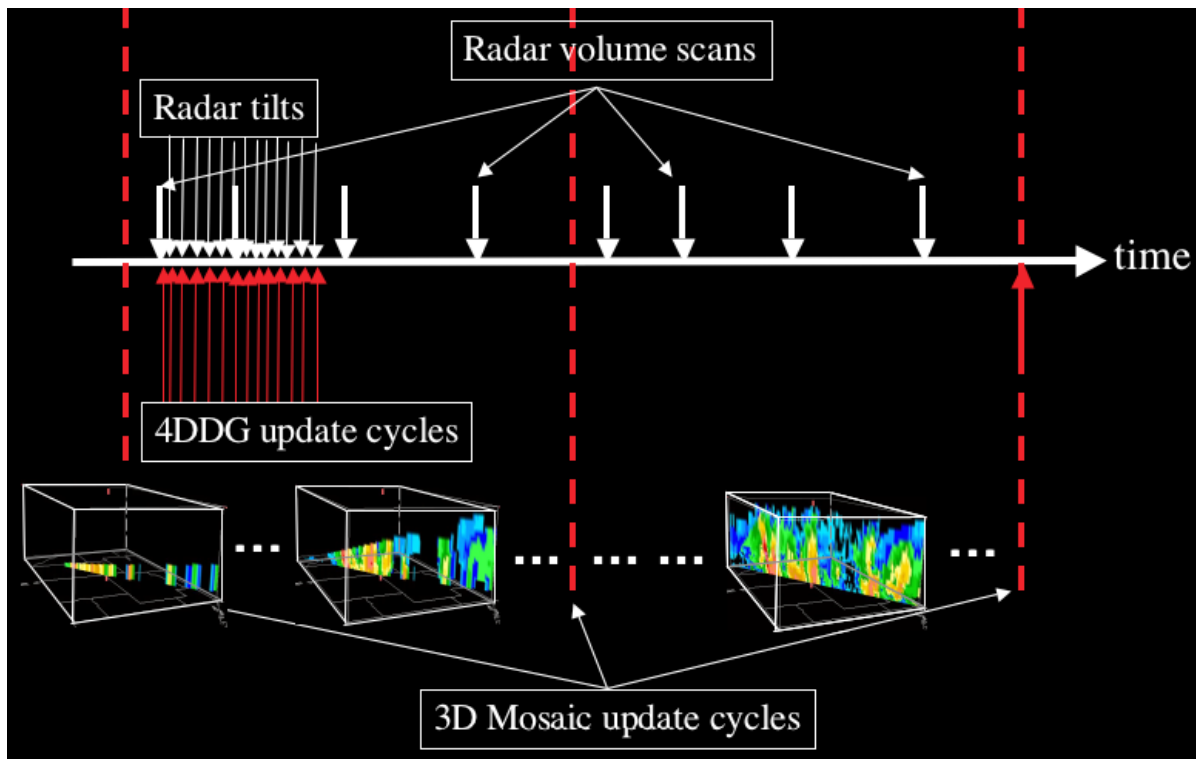 Radar volume scans
Radar tilts
time
4DDG update cycles
3D Mosaic update cycles